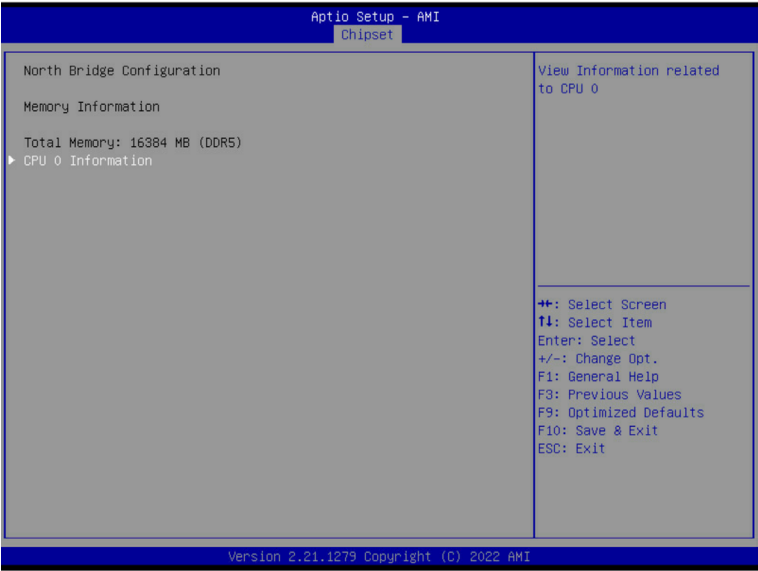 Aptio Setup – AMI
Chipset
North Bridge Configuration
Memory Information
Total Memory: 16384 MB (DDR5)
CPU 0 Information
View Information related
to CPU 0
→←: Select Screen
↑↓: Select Item
Enter: Select
+/-: Change Opt.
F1: General Help
F3: Previous Values
F9: Optimized Defaults
F10: Save & Exit
ESC: Exit
Version 2.21.1279 Copyright (C) 2022 AMI